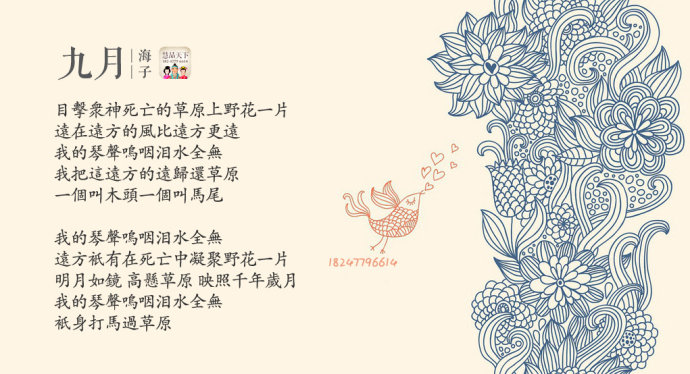 九月
海子
慧品天下
目擊衆神死亡的草原上野花一片
遠在遠方的風比遠方更遠
我的琴聲嗚咽泪水全無
我把這遠方的遠歸還草原
一個叫木頭一個叫馬尾
我的琴聲嗚咽泪水全無
遠方衹有在死亡中凝聚野花一片
明月如鏡 高懸草原 映照千年歲月
我的琴聲嗚咽泪水全無
衹身打馬過草原
18247796614